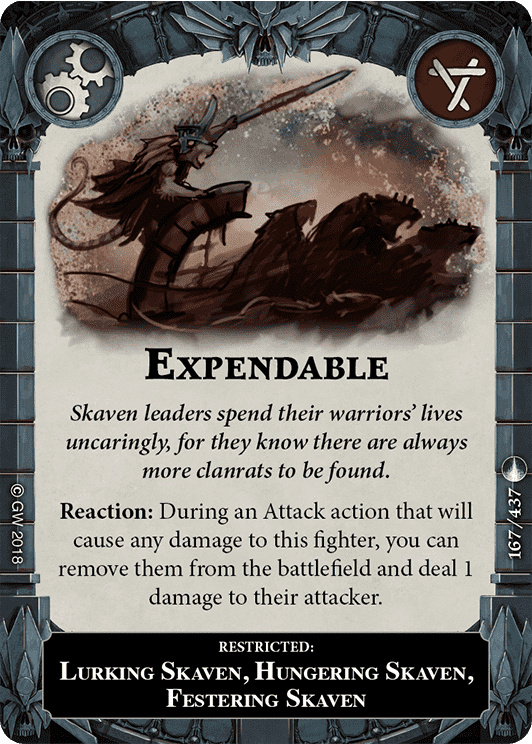 EXPENDABLE
Skaven leaders spend their warriors’ lives
uncaringly, for they know there are always
more clanrats to be found.
Reaction: During an Attack action that will
cause any damage to this fighter, you can
remove them from the battlefield and deal 1
damage to their attacker.
RESTRICTED:
LURKING SKAVEN, HUNGERING SKAVEN,
FESTERING SKAVEN
© GW 2018
167/437